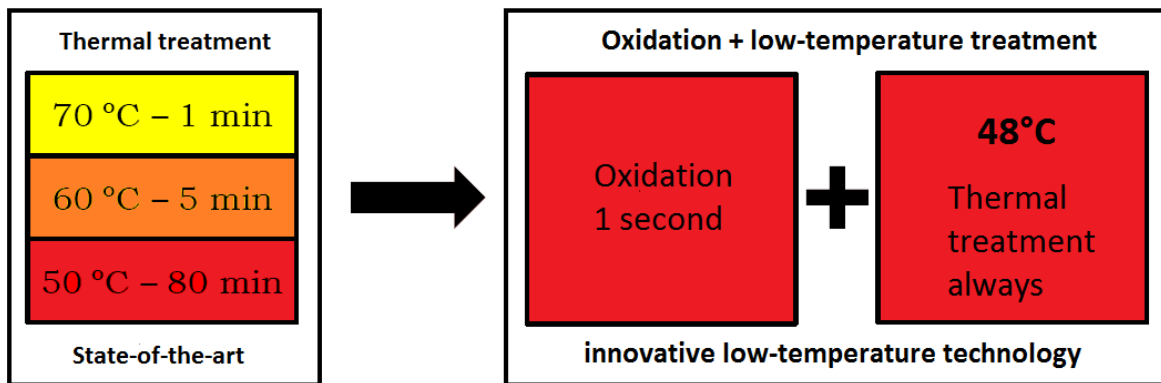 Thermal treatment
70 °C – 1 min
60 °C – 5 min
50 °C – 80 min
State-of-the-art
Oxidation + low-temperature treatment
Oxidation
1 second
48°C
Thermal
treatment
always
innovative low-temperature technology